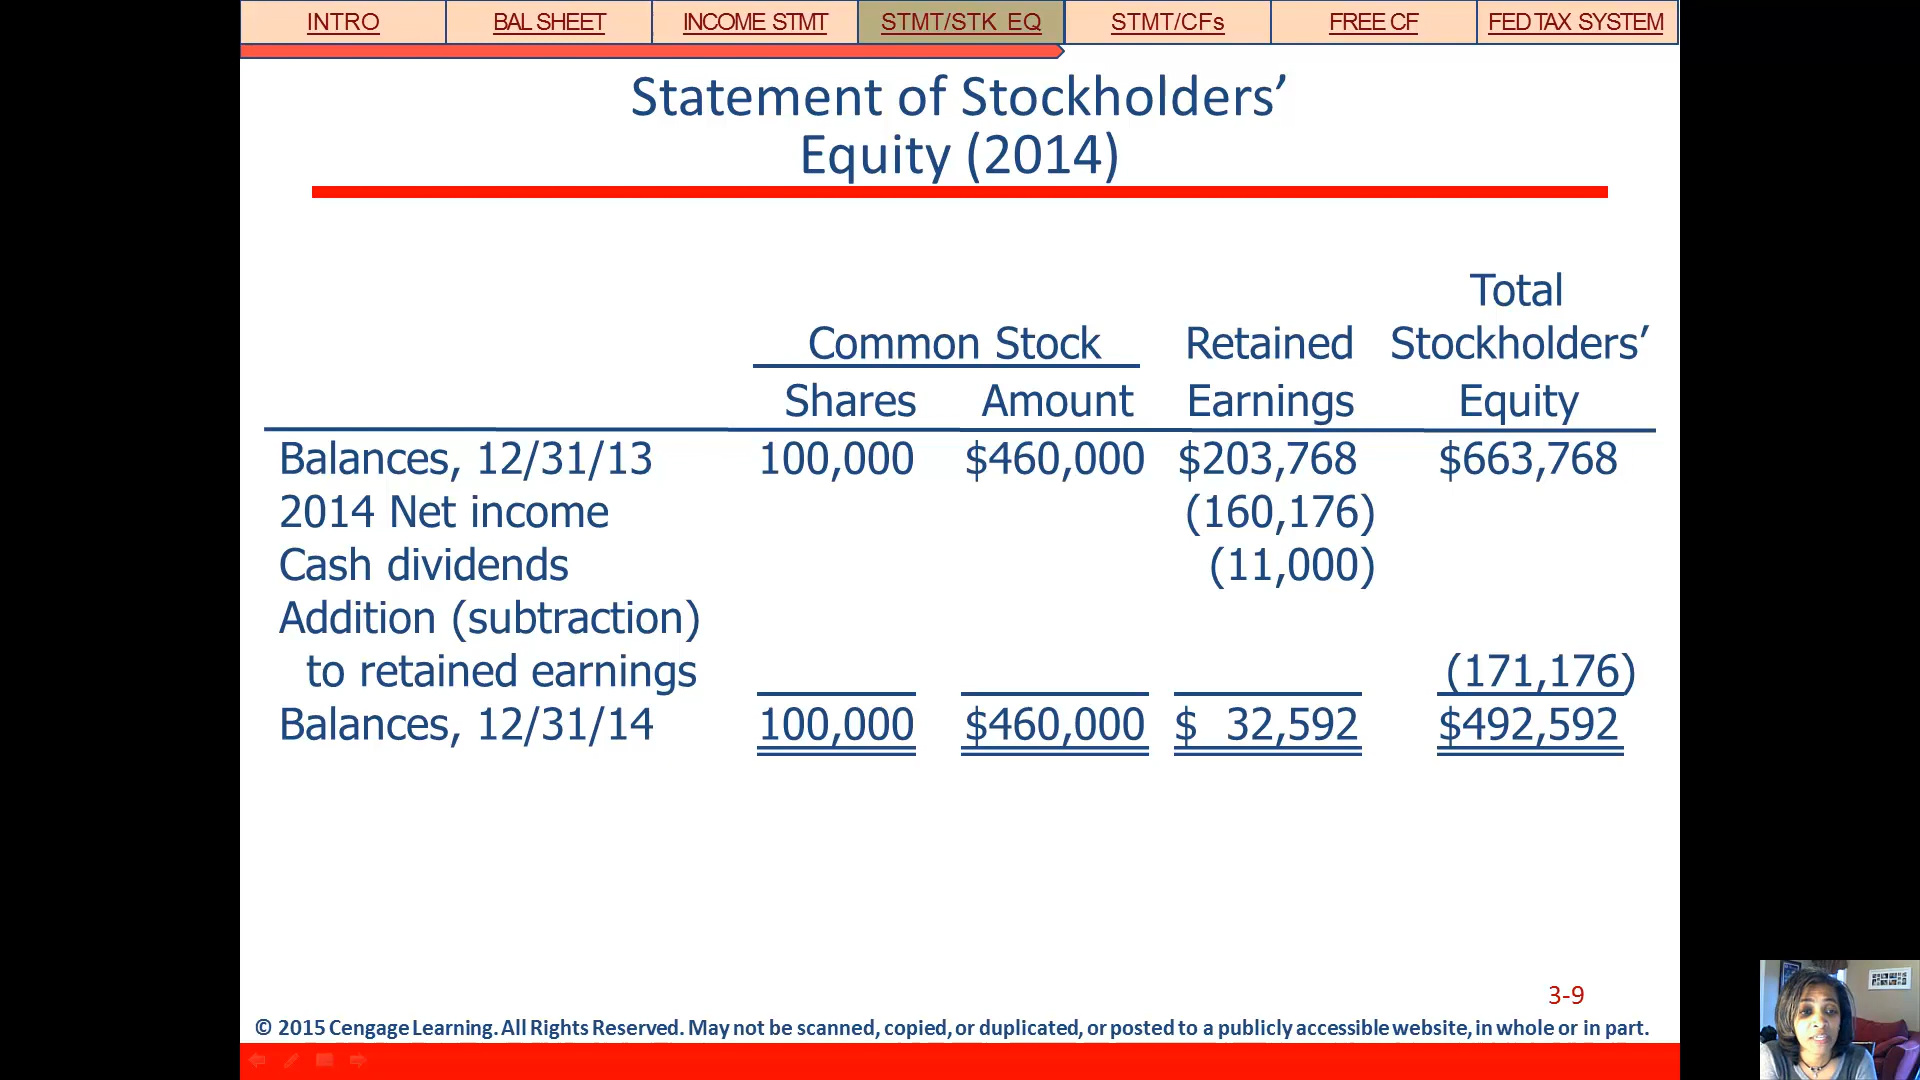 INTRO BAL SHEET INCOME STMT STMT/STK EQ STMT/CFs FREE CF FED TAX SYSTEM
Statement of Stockholders’
Equity (2014)
Total
Common Stock Retained Stockholders’
Shares Amount Earnings Equity
Balances, 12/31/13 100,000 $460,000 $203,768 $663,768
2014 Net income (160,176)
Cash dividends (11,000)
Addition (subtraction)
to retained earnings (171,176)
Balances, 12/31/14 100,000 $460,000 $ 32,592 $492,592
3-9
© 2015 Cengage Learning. All Rights Reserved. May not be scanned, copied, or duplicated, or posted to a publicly accessible website, in whole or in part.